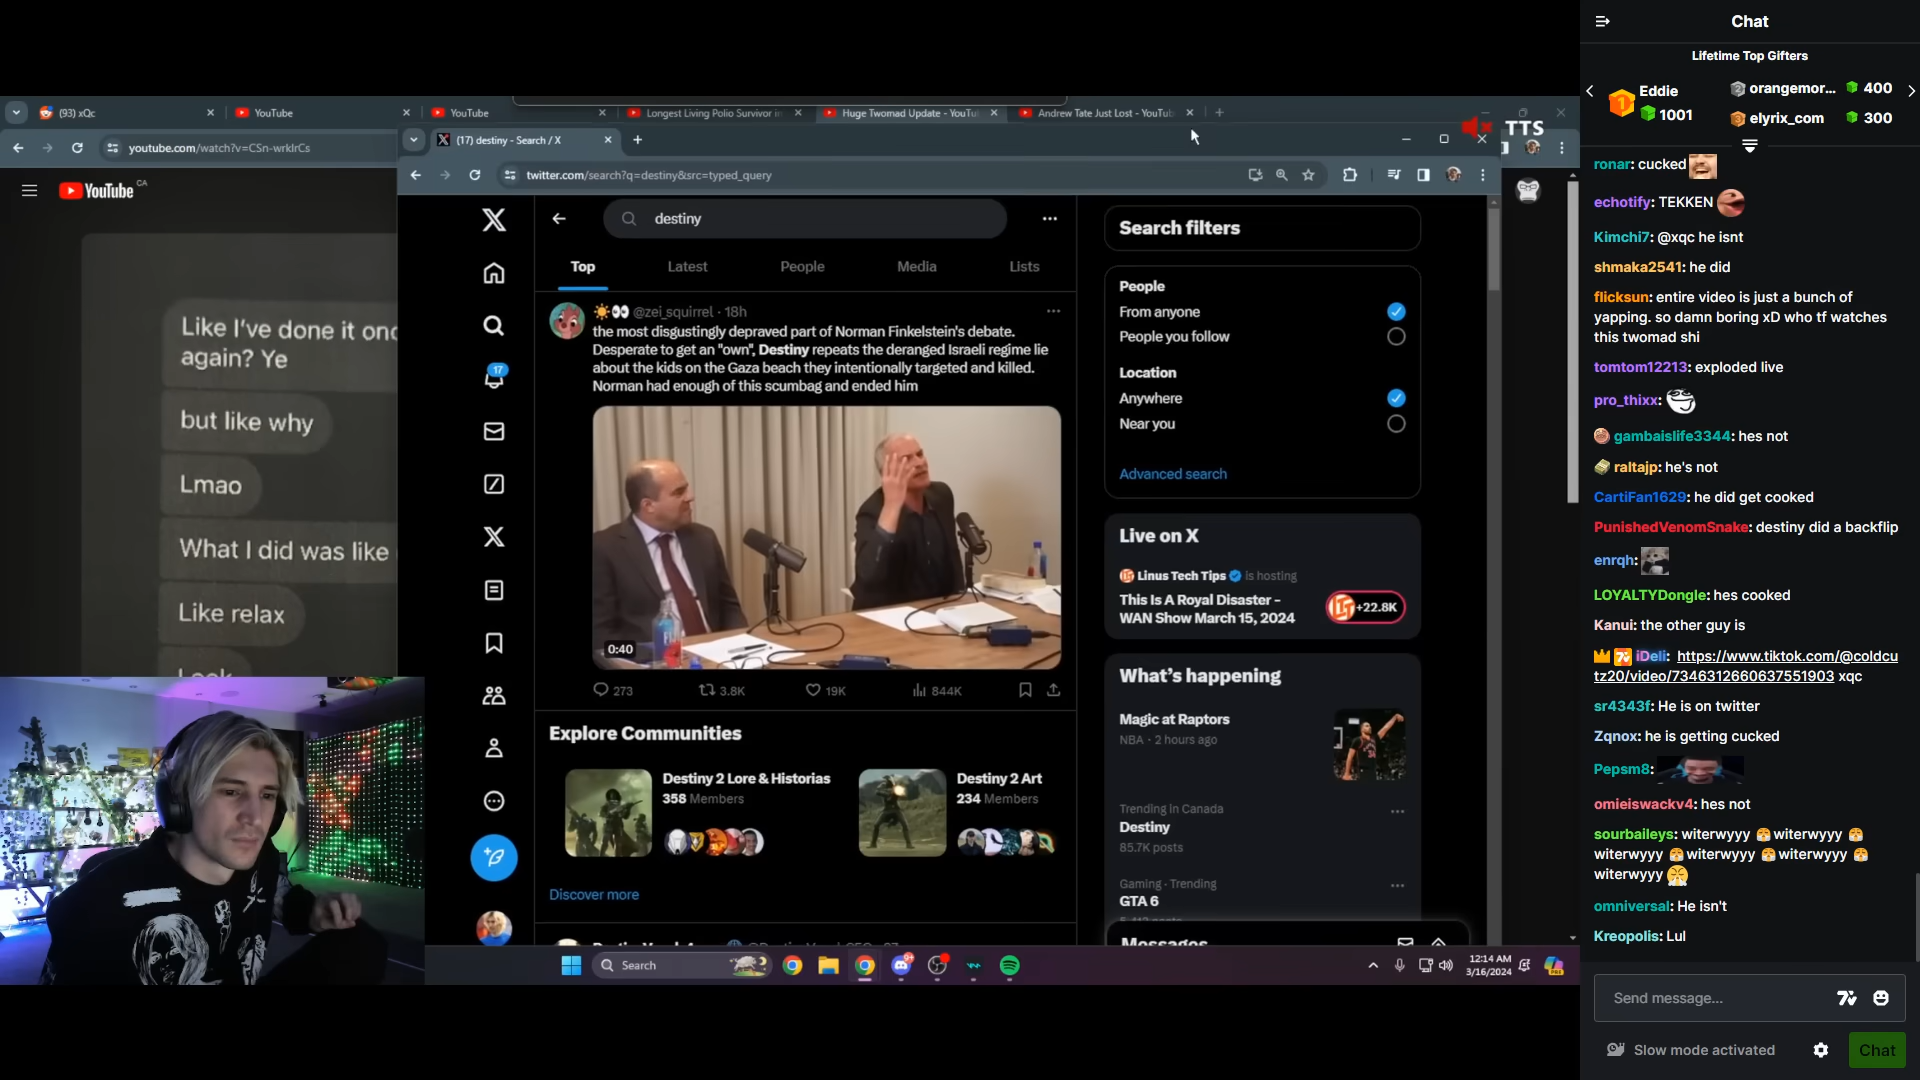 (93) xQc
YouTube
YouTube
Longest Living Polio Survivor in
Huge Twomad Update - YouTu
Andrew Tate Just Lost - YouTub
youtube.com/watch?v=CSn-wrklrCs
YouTube CA
Like I've done it onc
again? Ye
but like why
Lmao
What I did was like
Like relax
(17) destiny - Search / X
twitter.com/search?q=destiny&src=typed_query
TTS
destiny
Top
Latest
People
Media
Lists
17
@zei_squirrel · 18h
the most disgustingly depraved part of Norman Finkelstein's debate.
Desperate to get an "own", Destiny repeats the deranged Israeli regime lie
about the kids on the Gaza beach they intentionally targeted and killed.
Norman had enough of this scumbag and ended him
0:40
273
3.8K
19K
844K
Explore Communities
Destiny 2 Lore & Historias
358 Members
Destiny 2 Art
234 Members
Discover more
Search filters
People
From anyone
People you follow
Location
Anywhere
Near you
Advanced search
Live on X
Linus Tech Tips is hosting
This Is A Royal Disaster -
WAN Show March 15, 2024
+22.8K
What's happening
Magic at Raptors
NBA · 2 hours ago
Trending in Canada
Destiny
85.7K posts
Gaming · Trending
GTA 6
Messages
Search
12:14 AM
3/16/2024
Chat
Lifetime Top Gifters
1
Eddie
1001
2 orangemor... 400
3 elyrix_com 300
ronar: cucked
echotify: TEKKEN
Kimchi7: @xqc he isnt
shmaka2541: he did
flicksun: entire video is just a bunch of
yapping. so damn boring xD who tf watches
this twomad shi
tomtom12213: exploded live
pro_thixx:
gambaislife3344: hes not
raltajp: he's not
CartiFan1629: he did get cooked
PunishedVenomSnake: destiny did a backflip
enrqh:
LOYALTYDongle: hes cooked
Kanui: the other guy is
iDeli: https://www.tiktok.com/@coldcu
tz20/video/7346312660637551903 xqc
sr4343f: He is on twitter
Zqnox: he is getting cucked
Pepsm8:
omieiswackv4: hes not
sourbaileys: witerwyyy 😤 witerwyyy 😤
witerwyyy 😤 witerwyyy 😤 witerwyyy 😤
witerwyyy 😤
omniversal: He isn't
Kreopolis: Lul
Send message...
Slow mode activated
Chat